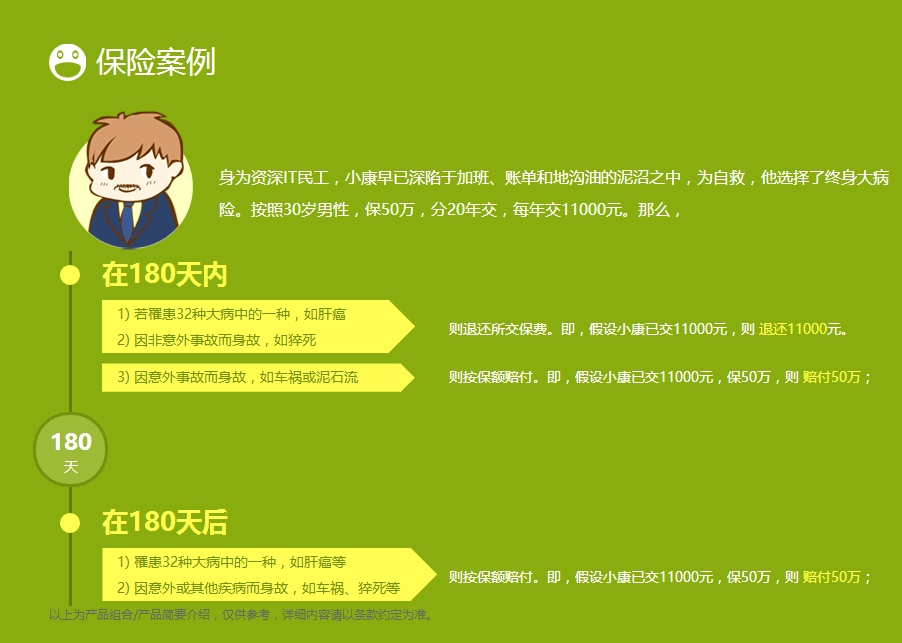 保险案例
身为资深IT民工，小康早已深陷于加班、账单和地沟油的泥沼之中，为自救，他选择了终身大病
险。按照30岁男性，保50万，分20年交，每年交11000元。那么，
在180天内
1) 若罹患32种大病中的一种，如肝癌
2) 因非意外事故而身故，如猝死
则退还所交保费。即，假设小康已交11000元，则 退还11000元。
3) 因意外事故而身故，如车祸或泥石流
则按保额赔付。即，假设小康已交11000元，保50万，则 赔付50万；
180
天
在180天后
1) 罹患32种大病中的一种，如肝癌等
2) 因意外或其他疾病而身故，如车祸、猝死等
则按保额赔付。即，假设小康已交11000元，保50万，则 赔付50万；
以上为产品组合/产品简要介绍，仅供参考，详细内容请以条款约定为准。